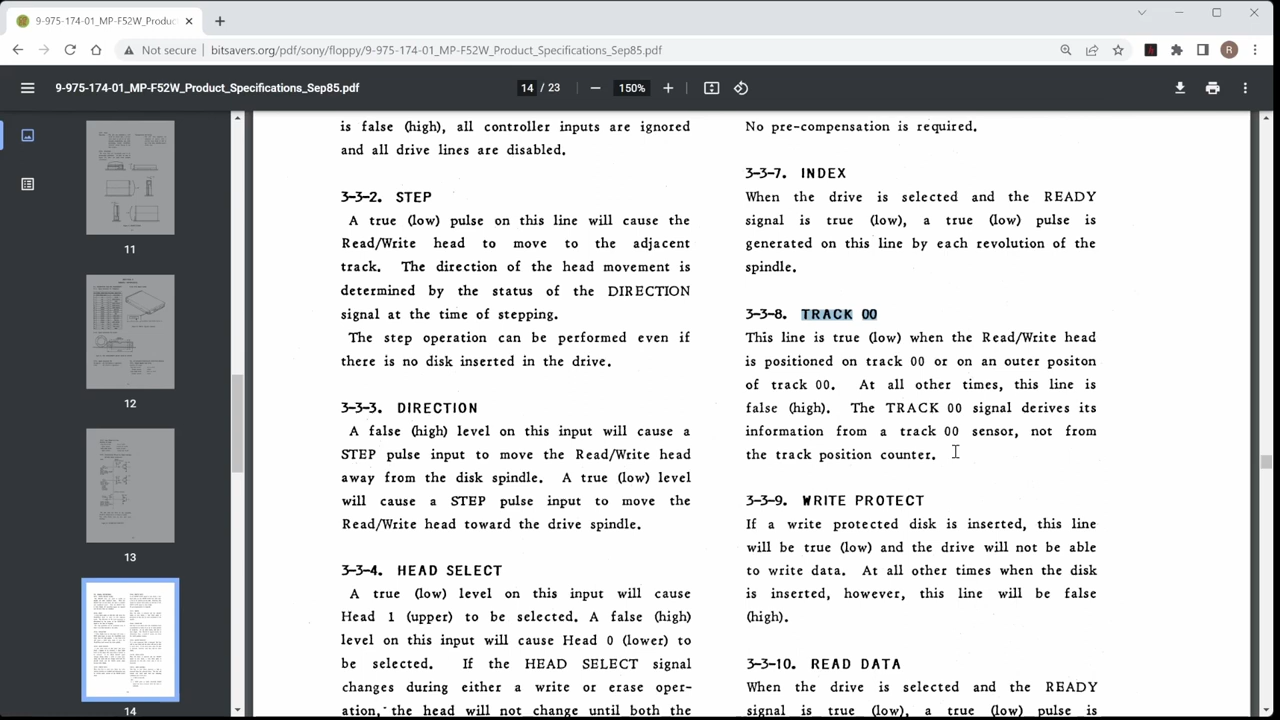 9-975-174-01_MP-F52W_Produc
Not secure
bitsavers.org/pdf/sony/floppy/9-975-174-01_MP-F52W_Product_Specifications_Sep85.pdf
R
9-975-174-01_MP-F52W_Product_Specifications_Sep85.pdf
14 / 23
150%
11
12
13
14
is false (high), all controller inputs are ignored
and all drive lines are disabled.
3-3-2. STEP
A true (low) pulse on this line will cause the
Read/Write head to move to the adjacent
track. The direction of the head movement is
determined by the status of the DIRECTION
signal at the time of stepping.
The step operation can be performed even if
there is no disk inserted in the drive.
3-3-3. DIRECTION
A false (high) level on this input will cause a
STEP pulse input to move the Read/Write head
away from the disk spindle. A true (low) level
will cause a STEP pulse input to move the
Read/Write head toward the drive spindle.
3-3-4. HEAD SELECT
A true (low) level on this input will cause
Head 1 (upper) to be selected. A false (high)
level on this input will cause Head 0 (lower) to
be selected. If the HEAD SELECT signal
changes during either a write or erase oper-
ation, the head will not change until both the
No pre-compensation is required.
3-3-7. INDEX
When the drive is selected and the READY
signal is true (low), a true (low) pulse is
generated on this line by each revolution of the
spindle.
3-3-8. TRACK 00
This line is true (low) when the Read/Write head
is positioned on track 00 or on an outer positon
of track 00. At all other times, this line is
false (high). The TRACK 00 signal derives its
information from a track 00 sensor, not from
the track position counter.
3-3-9. WRITE PROTECT
If a write protected disk is inserted, this line
will be true (low) and the drive will not be able
to write data. At all other times when the disk
is inserted, however, this line will be false
(high).
3-3-10. READ DATA
When the drive is selected and the READY
signal is true (low), a true (low) pulse is